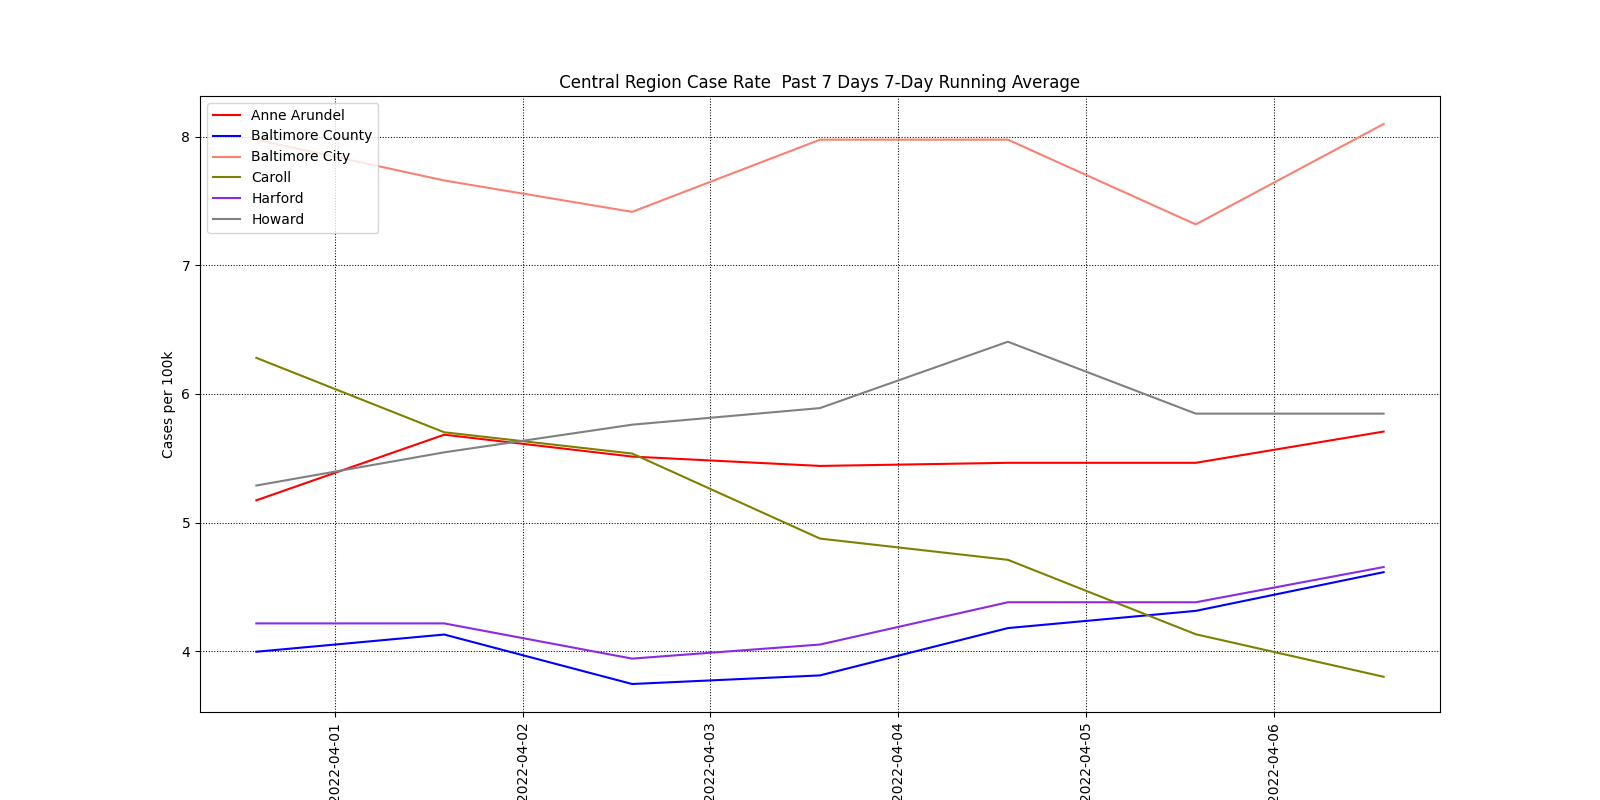 Central Region Case Rate  Past 7 Days 7-Day Running Average
Anne Arundel
Baltimore County
Baltimore City
Caroll
Harford
Howard
Cases per 100k
8
7
6
5
4
2022-04-01
2022-04-02
2022-04-03
2022-04-04
2022-04-05
2022-04-06